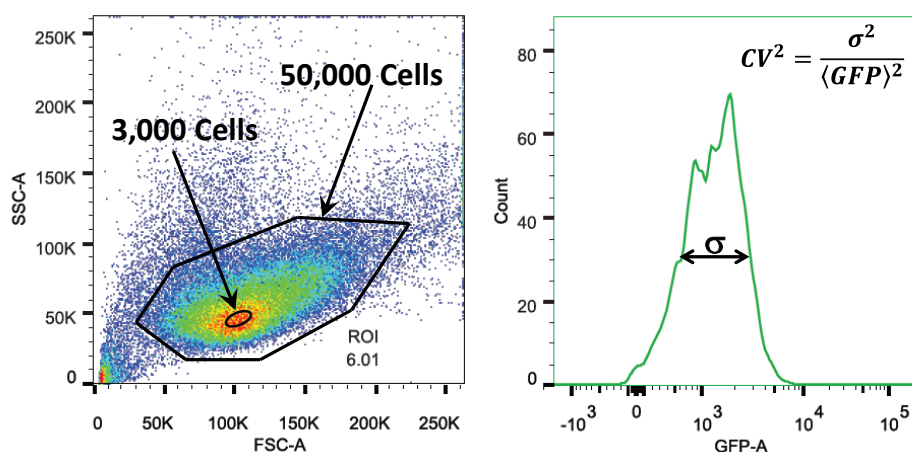 250K
200K
150K
100K
50K
0
SSC-A
50,000 Cells
3,000 Cells
ROI
6.01
0 50K 100K 150K 200K 250K
FSC-A
80
60
40
20
0
Count
CV² = σ² / ⟨GFP⟩²
σ
-10³ 0 10³ 10⁴ 10⁵
GFP-A